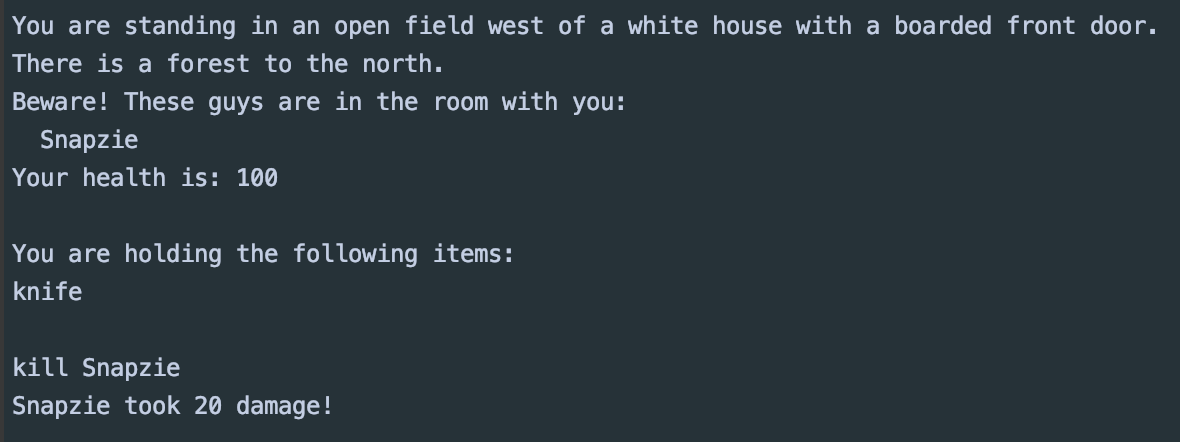 You are standing in an open field west of a white house with a boarded front door.
There is a forest to the north.
Beware! These guys are in the room with you:
  Snapzie
Your health is: 100

You are holding the following items:
knife

kill Snapzie
Snapzie took 20 damage!